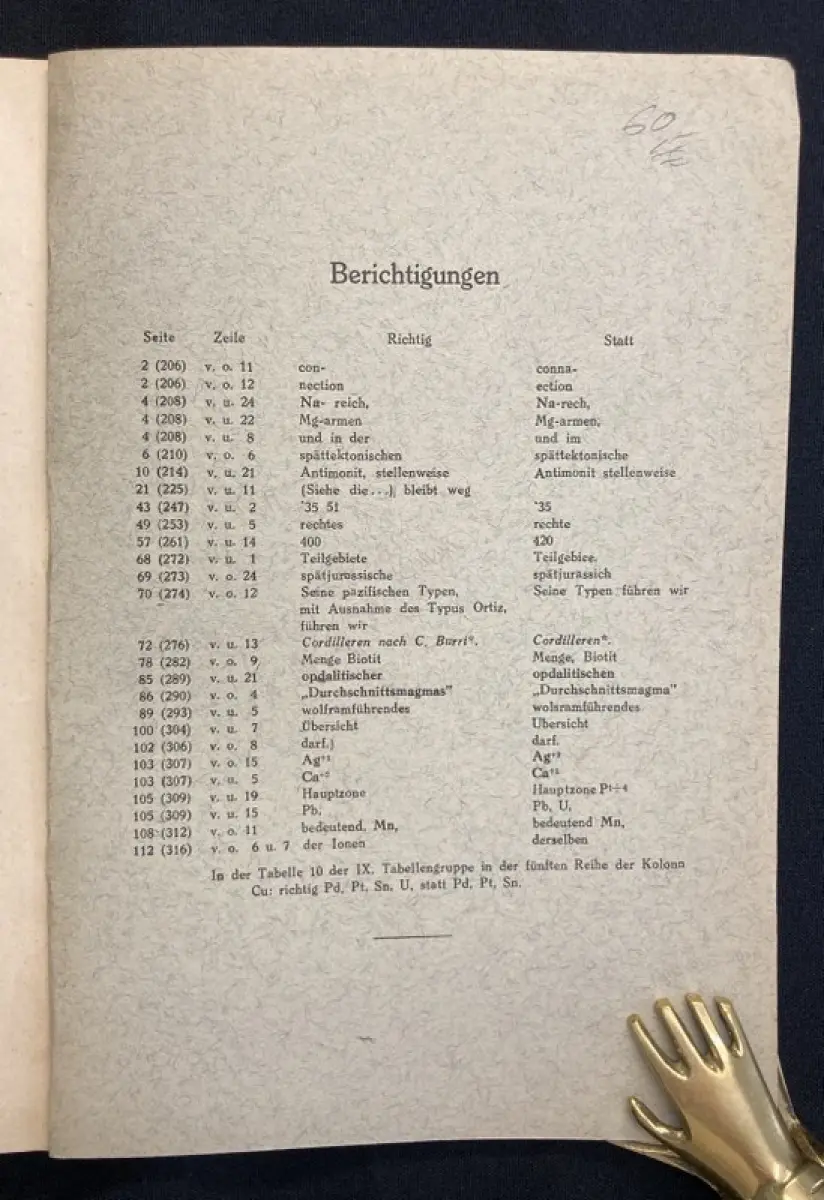 60
Berichtigungen
Seite Zeile Richtig Statt
2 (206) v. o. 11 con- conna-
2 (206) v. o. 12 nection ection
4 (208) v. u. 24 Na- reich, Na-rech,
4 (208) v. u. 22 Mg-armen Mg-armen,
4 (208) v. u. 8 und in der und im
6 (210) v. o. 6 spättektonischen spättektonische
10 (214) v. u. 21 Antimonit, stellenweise Antimonit stellenweise
21 (225) v. u. 11 (Siehe die...) bleibt weg
43 (247) v. u. 2 '35 51 '35
49 (253) v. u. 5 rechtes rechte
57 (261) v. u. 14 400 420
68 (272) v. u. 1 Teilgebiete Teilgebice.
69 (273) v. o. 24 spätjurassische spätjurassich
70 (274) v. o. 12 Seine pazifischen Typen, Seine Typen führen wir
mit Ausnahme des Typus Ortiz,
führen wir
72 (276) v. u. 13 Cordilleren nach C. Burri*. Cordilleren*.
78 (282) v. o. 9 Menge Biotit Menge, Biotit
85 (289) v. u. 21 opdalitischer opdalitischen
86 (290) v. o. 4 „Durchschnittsmagmas" „Durchschnittsmagma"
89 (293) v. u. 5 wolframführendes wolsramführendes
100 (304) v. u. 7 Übersicht Ubersicht
102 (306) v. o. 8 darf.) darf.
103 (307) v. o. 15 Ag⁺¹ Ag⁺³
103 (307) v. u. 5 Ca⁺² Ca⁺¹
105 (309) v. u. 19 Hauptzone Hauptzone P¹÷⁴
105 (309) v. u. 15 Pb, Pb, U,
108 (312) v. o. 11 bedeutend, Mn, bedeutend Mn,
112 (316) v. o. 6 u. 7 der Ionen derselben
In der Tabelle 10 der IX. Tabellengruppe in der fünften Reihe der Kolonn
Cu: richtig Pd, Pt, Sn, U, statt Pd, Pt, Sn.